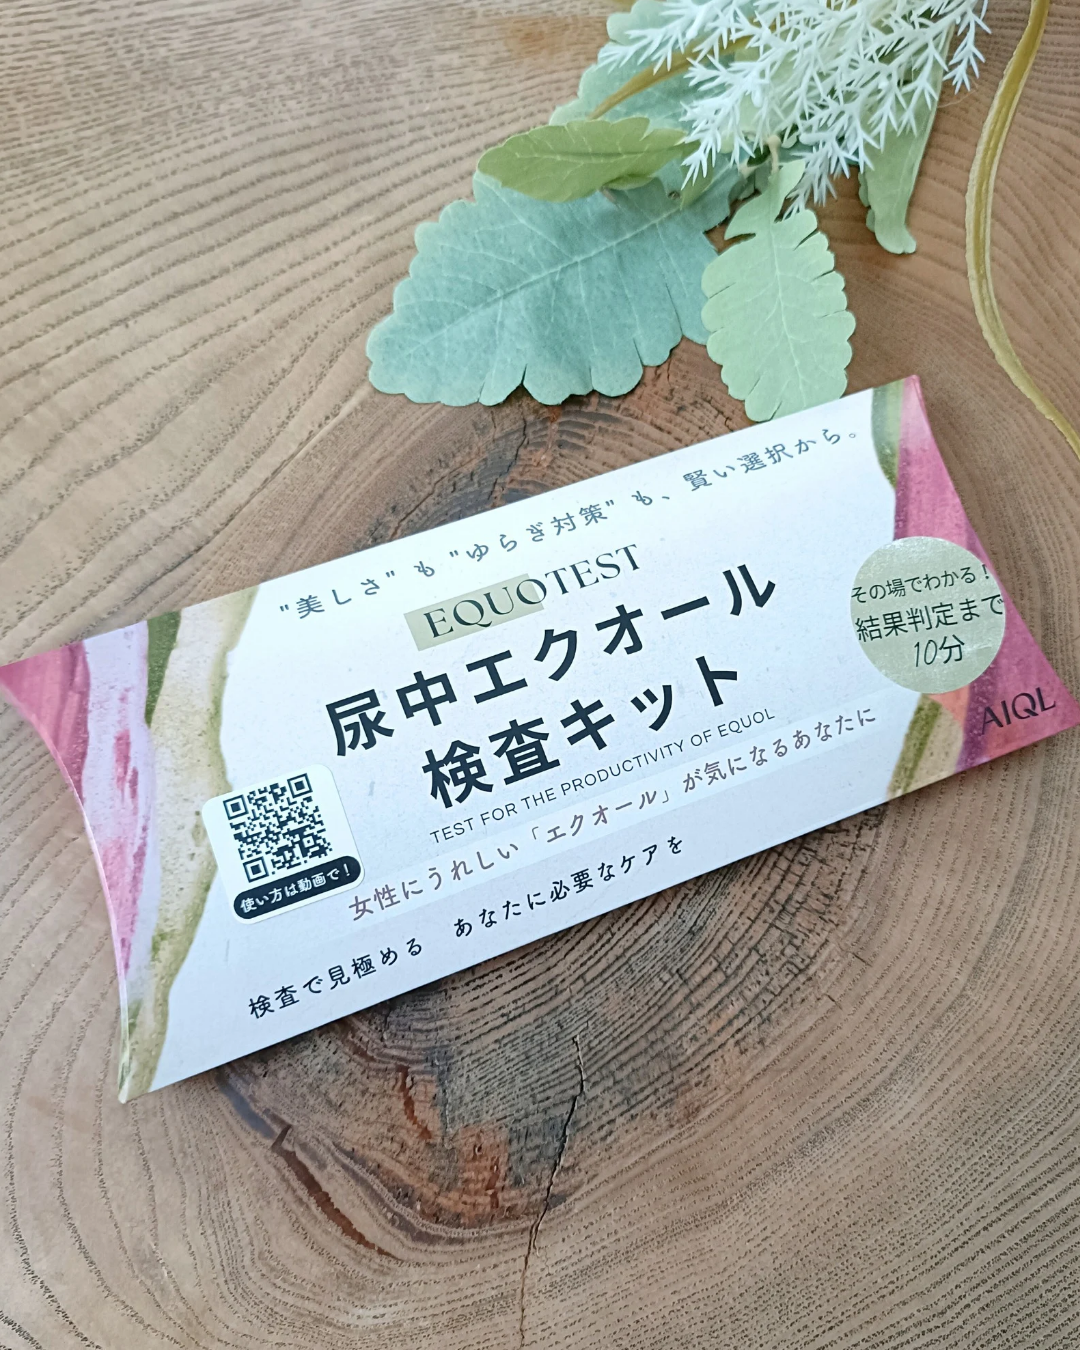 "美しさ" も "ゆらぎ対策" も、賢い選択から。
EQUOTEST
尿中エクオール
検査キット
TEST FOR THE PRODUCTIVITY OF EQUOL
女性にうれしい「エクオール」が気になるあなたに
検査で見極める　あなたに必要なケアを
使い方は動画で！
その場でわかる！
結果判定まで
10分
AIQL